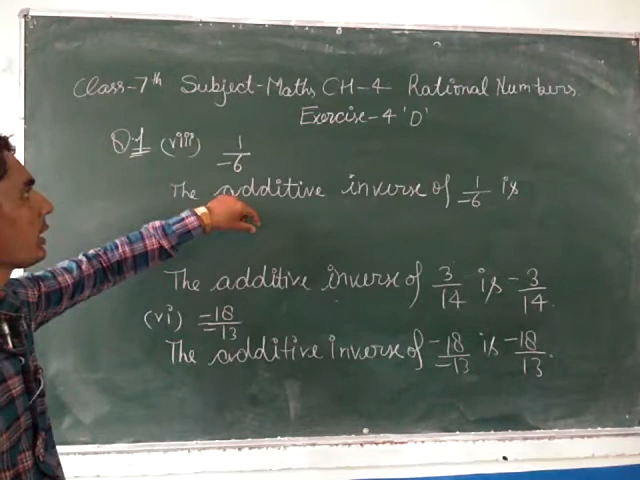 Class-7th Subject-Maths CH-4 Rational Numbers.
Exercise-4 'D'
Q.1 (viii) 1/-6
The additive inverse of 1/-6 is
The additive inverse of 3/14 is -3/14.
(vi) -18/-13
The additive inverse of -18/-13 is -18/13.